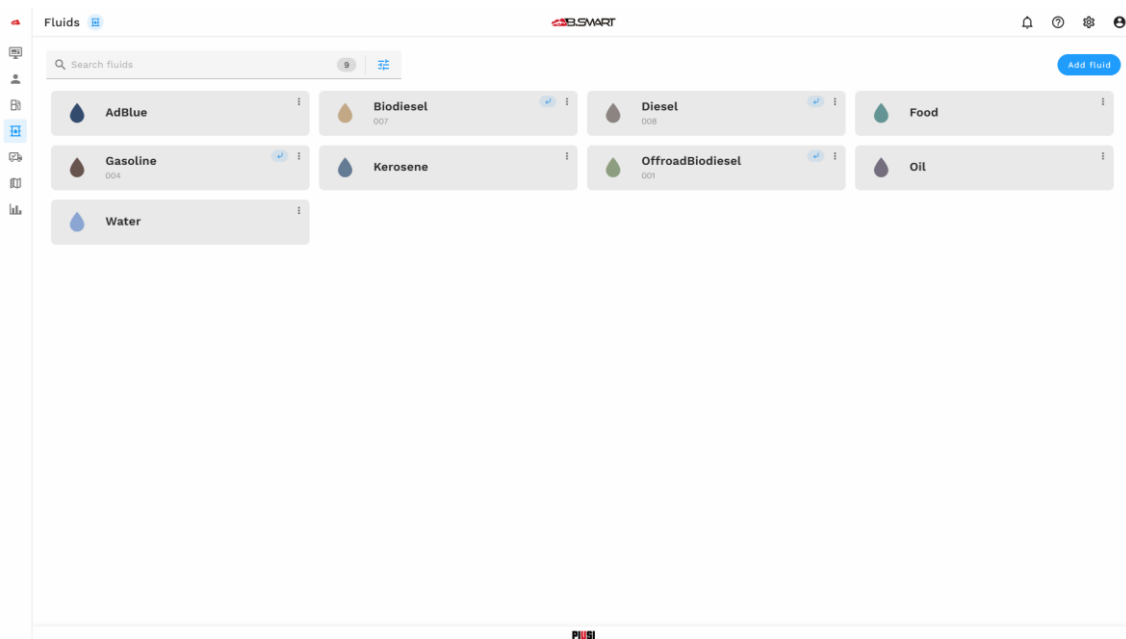 Fluids
B.SMART
Search fluids
9
Add fluid
AdBlue
Biodiesel
007
Diesel
008
Food
Gasoline
004
Kerosene
OffroadBiodiesel
001
Oil
Water
PIUSI